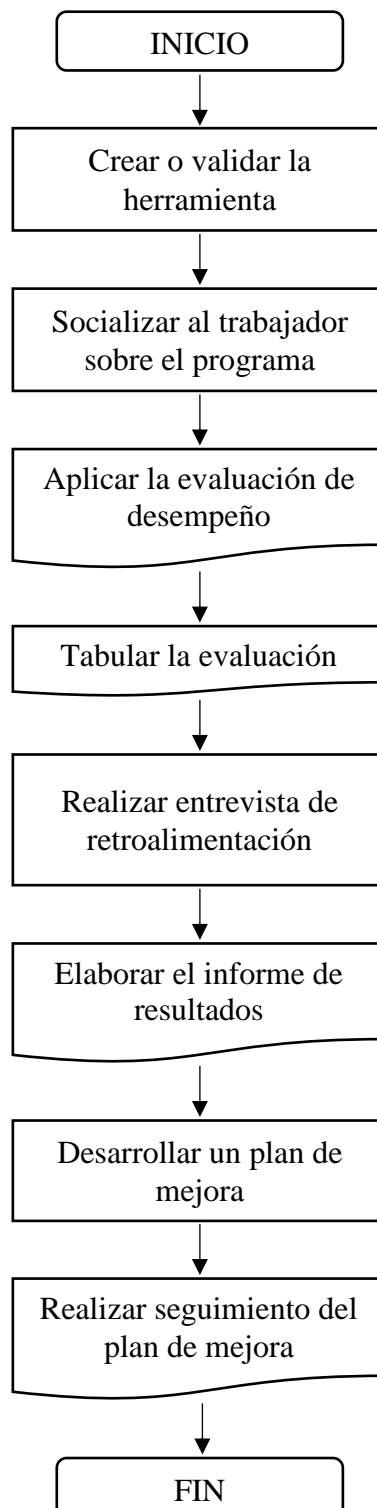 INICIO
Crear o validar la
herramienta
Socializar al trabajador
sobre el programa
Aplicar la evaluación de
desempeño
Tabular la evaluación
Realizar entrevista de
retroalimentación
Elaborar el informe de
resultados
Desarrollar un plan de
mejora
Realizar seguimiento del
plan de mejora
FIN